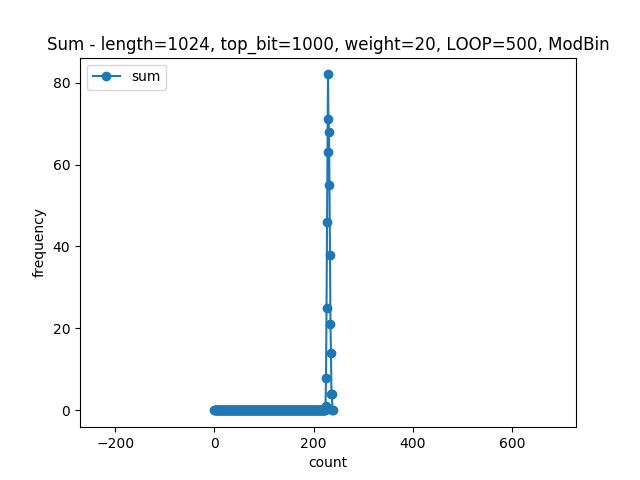 Sum - length=1024, top_bit=1000, weight=20, LOOP=500, ModBin
sum
80
60
40
20
0
frequency
−200
0
200
400
600
count